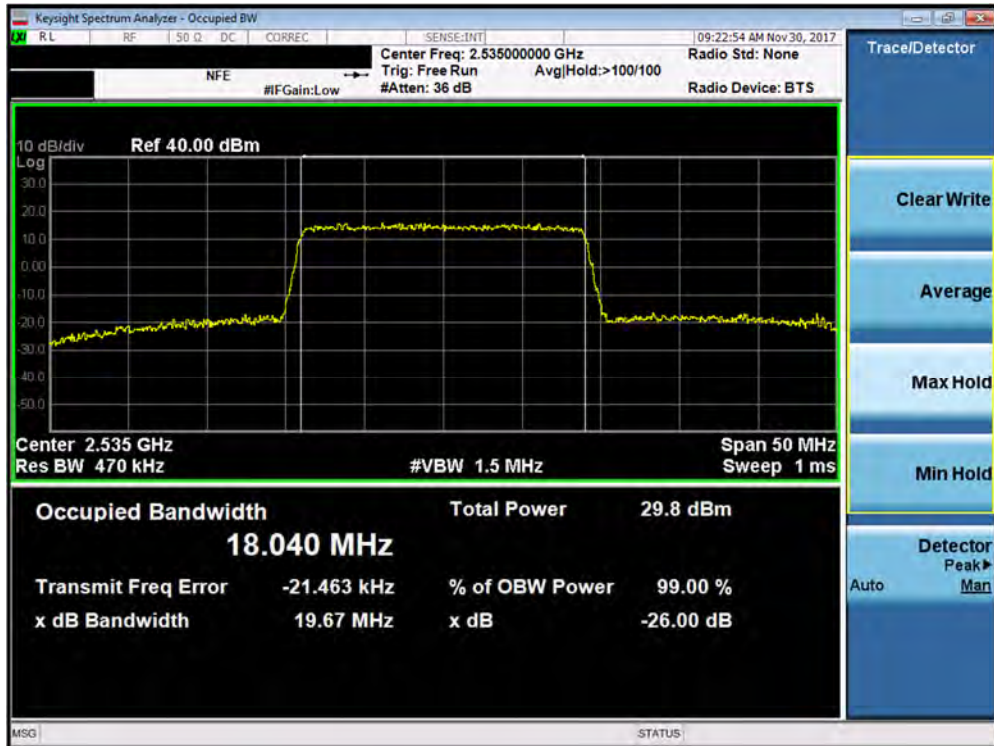 Keysight Spectrum Analyzer - Occupied BW
LXI RL RF 50 Ω DC CORREC SENSE:INT 09:22:54 AM Nov 30, 2017
Center Freq: 2.535000000 GHz Radio Std: None
NFE Trig: Free Run Avg|Hold:>100/100
#IFGain:Low #Atten: 36 dB Radio Device: BTS
Trace/Detector
10 dB/div Ref 40.00 dBm
Log
30.0
20.0
10.0
0.00
-10.0
-20.0
-30.0
-40.0
-50.0
Center 2.535 GHz Span 50 MHz
Res BW 470 kHz #VBW 1.5 MHz Sweep 1 ms
Occupied Bandwidth Total Power 29.8 dBm
18.040 MHz
Transmit Freq Error -21.463 kHz % of OBW Power 99.00 %
x dB Bandwidth 19.67 MHz x dB -26.00 dB
Clear Write
Average
Max Hold
Min Hold
Detector
Peak▶
Auto Man
MSG STATUS